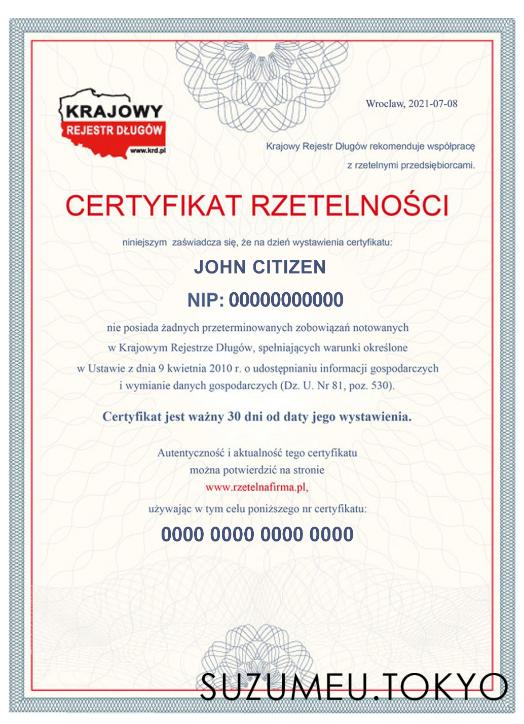 KRAJOWY
REJESTR DŁUGÓW
www.krd.pl
Wroclaw, 2021-07-08
Krajowy Rejestr Długów rekomenduje współpracę
z rzetelnymi przedsiębiorcami.
CERTYFIKAT RZETELNOŚCI
niniejszym zaświadcza się, że na dzień wystawienia certyfikatu:
JOHN CITIZEN
NIP: 00000000000
nie posiada żadnych przeterminowanych zobowiązań notowanych
w Krajowym Rejestrze Długów, spełniających warunki określone
w Ustawie z dnia 9 kwietnia 2010 r. o udostępnianiu informacji gospodarczych
i wymianie danych gospodarczych (Dz. U. Nr 81, poz. 530).
Certyfikat jest ważny 30 dni od daty jego wystawienia.
Autentyczność i aktualność tego certyfikatu
można potwierdzić na stronie
www.rzetelnafirma.pl,
używając w tym celu poniższego nr certyfikatu:
0000 0000 0000 0000
SUZUMEU.TOKYO